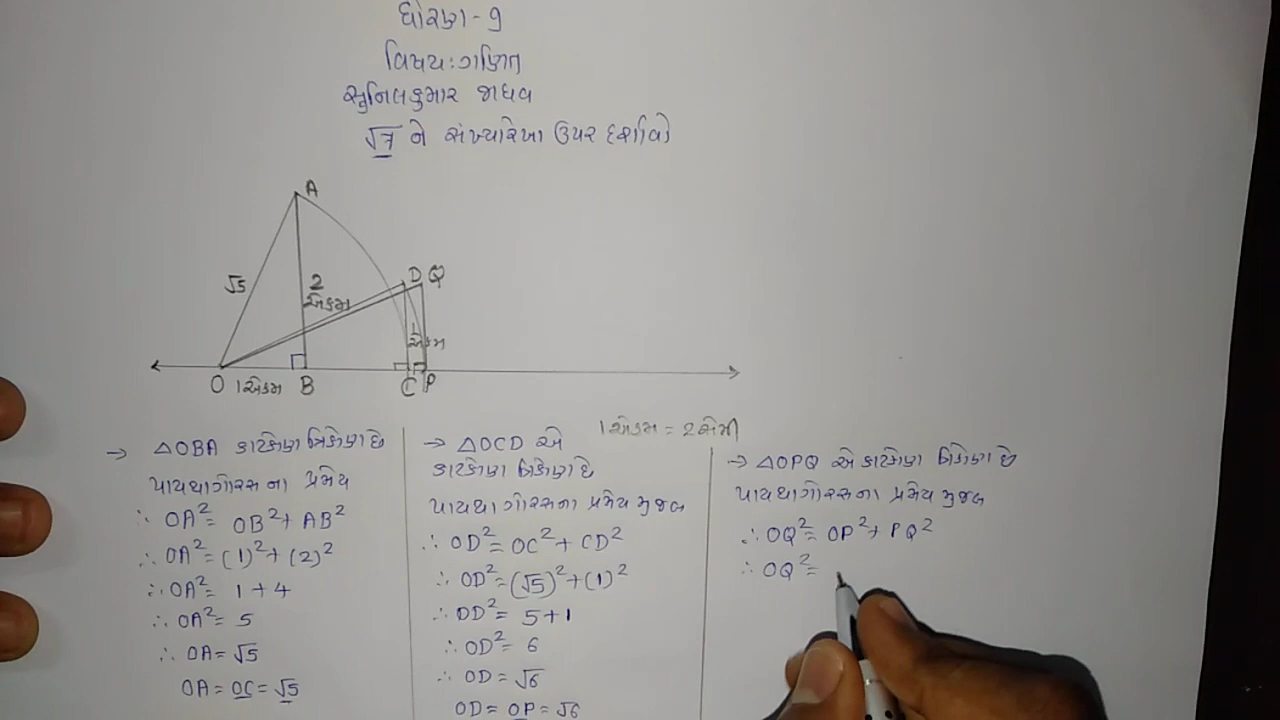 ધોરણ - ૭
વિષય : ગણિત
સુનિલકુમાર જાધવ
√7 ને સંખ્યારેખા ઉપર દર્શાવો
A
√5
2
એકમ
D Q
1
એકમ
O 1એકમ B C P
1એકમ = 2સેમી
→ △OBA કાટકોણ ત્રિકોણ છે
પાયથાગોરસ ના પ્રમેય
∴ OA² = OB² + AB²
∴ OA² = (1)² + (2)²
∴ OA² = 1 + 4
∴ OA² = 5
∴ OA = √5
OA = OC = √5
→ △OCD એ
કાટકોણ ત્રિકોણ છે
પાયથાગોરસના પ્રમેય મુજબ
∴ OD² = OC² + CD²
∴ OD² = (√5)² + (1)²
∴ OD² = 5 + 1
∴ OD² = 6
∴ OD = √6
OD = OP = √6
→ △OPQ એ કાટકોણ ત્રિકોણ છે
પાયથાગોરસના પ્રમેય મુજબ
∴ OQ² = OP² + PQ²
∴ OQ² =